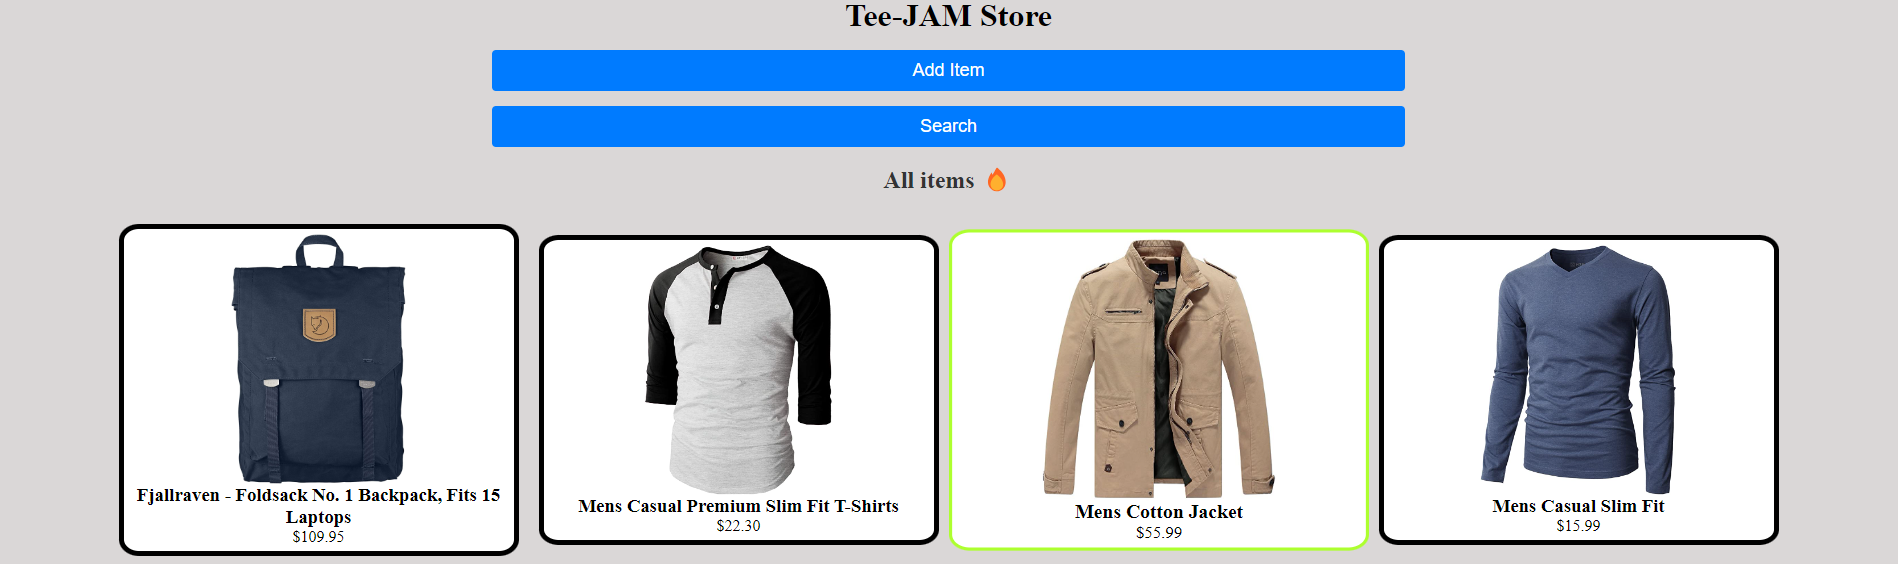 Tee-JAM Store
Add Item
Search
All items 🔥
Fjallraven - Foldsack No. 1 Backpack, Fits 15
Laptops
$109.95
Mens Casual Premium Slim Fit T-Shirts
$22.30
Mens Cotton Jacket
$55.99
Mens Casual Slim Fit
$15.99